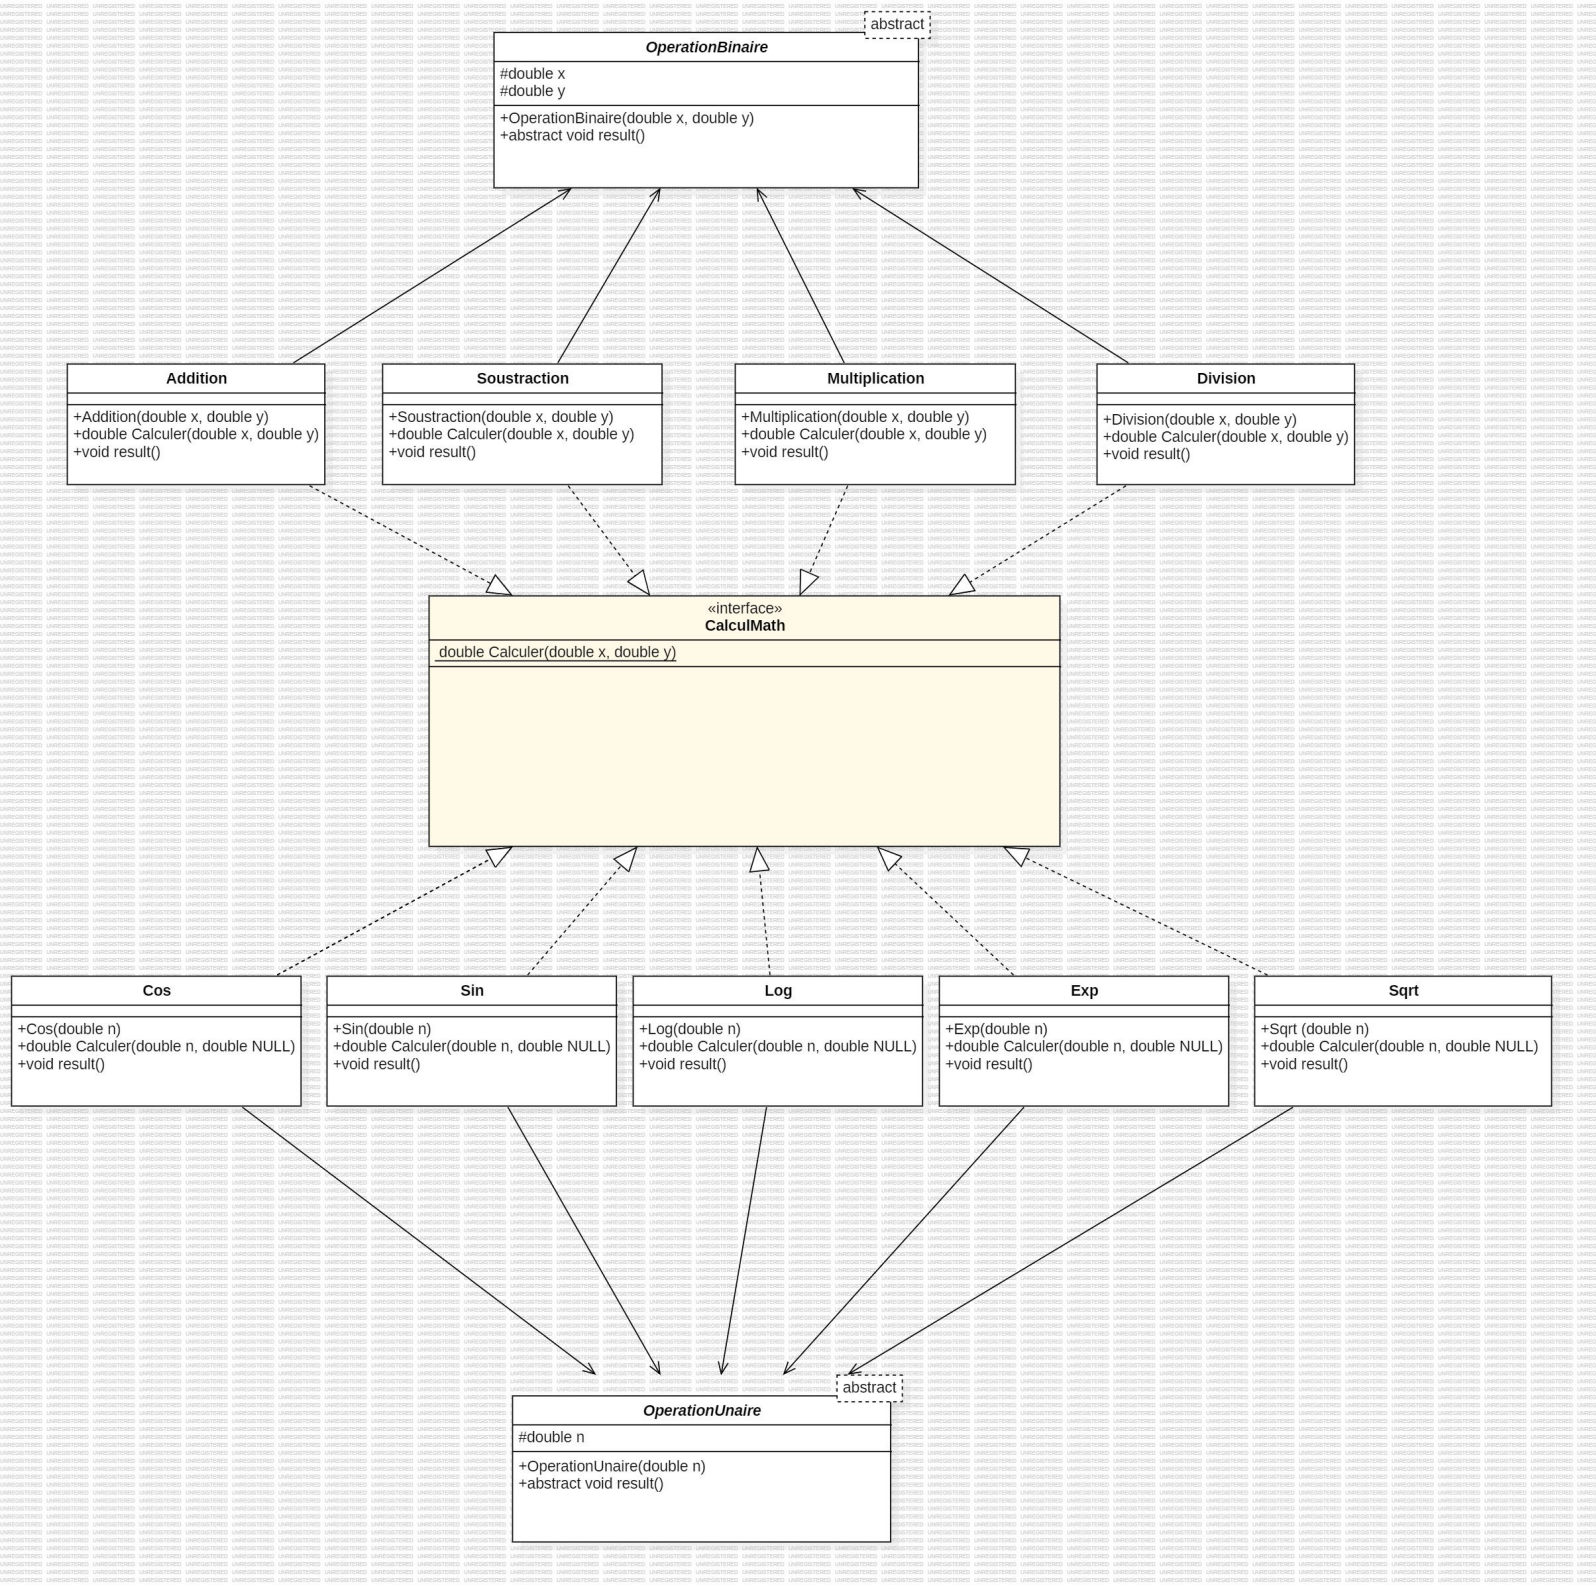 abstract
OperationBinaire
#double x
#double y
+OperationBinaire(double x, double y)
+abstract void result()
Addition
+Addition(double x, double y)
+double Calculer(double x, double y)
+void result()
Soustraction
+Soustraction(double x, double y)
+double Calculer(double x, double y)
+void result()
Multiplication
+Multiplication(double x, double y)
+double Calculer(double x, double y)
+void result()
Division
+Division(double x, double y)
+double Calculer(double x, double y)
+void result()
«interface»
CalculMath
double Calculer(double x, double y)
Cos
+Cos(double n)
+double Calculer(double n, double NULL)
+void result()
Sin
+Sin(double n)
+double Calculer(double n, double NULL)
+void result()
Log
+Log(double n)
+double Calculer(double n, double NULL)
+void result()
Exp
+Exp(double n)
+double Calculer(double n, double NULL)
+void result()
Sqrt
+Sqrt (double n)
+double Calculer(double n, double NULL)
+void result()
abstract
OperationUnaire
#double n
+OperationUnaire(double n)
+abstract void result()
UNREGISTERED